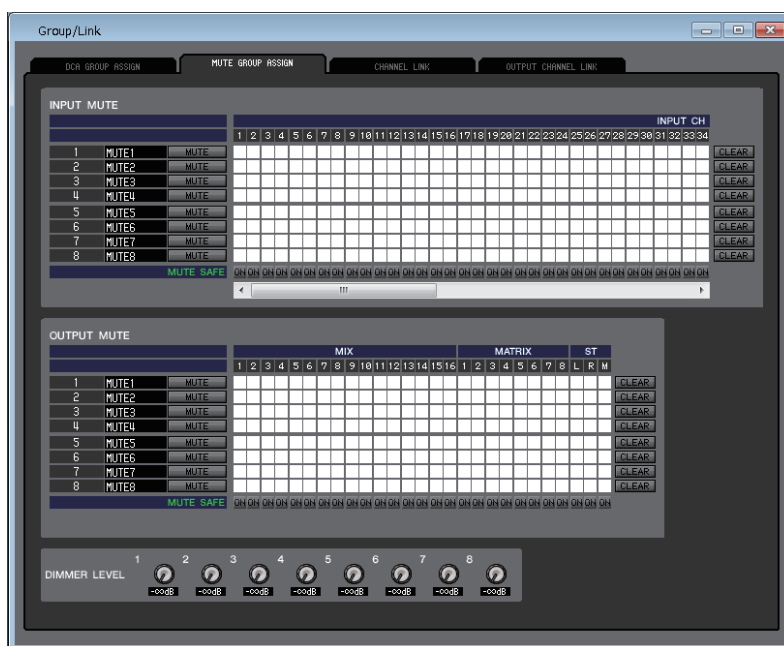 Group/Link
DCA GROUP ASSIGN MUTE GROUP ASSIGN CHANNEL LINK OUTPUT CHANNEL LINK
INPUT MUTE
INPUT CH
1 2 3 4 5 6 7 8 9 10 11 12 13 14 15 16 17 18 19 20 21 22 23 24 25 26 27 28 29 30 31 32 33 34
1 MUTE1 MUTE CLEAR
2 MUTE2 MUTE CLEAR
3 MUTE3 MUTE CLEAR
4 MUTE4 MUTE CLEAR
5 MUTE5 MUTE CLEAR
6 MUTE6 MUTE CLEAR
7 MUTE7 MUTE CLEAR
8 MUTE8 MUTE CLEAR
MUTE SAFE ON ON ON ON ON ON ON ON ON ON ON ON ON ON ON ON ON ON ON ON ON ON ON ON ON ON ON ON ON ON ON ON ON ON
OUTPUT MUTE
MIX MATRIX ST
1 2 3 4 5 6 7 8 9 10 11 12 13 14 15 16 1 2 3 4 5 6 7 8 L R M
1 MUTE1 MUTE CLEAR
2 MUTE2 MUTE CLEAR
3 MUTE3 MUTE CLEAR
4 MUTE4 MUTE CLEAR
5 MUTE5 MUTE CLEAR
6 MUTE6 MUTE CLEAR
7 MUTE7 MUTE CLEAR
8 MUTE8 MUTE CLEAR
MUTE SAFE ON ON ON ON ON ON ON ON ON ON ON ON ON ON ON ON ON ON ON ON ON ON ON ON ON ON ON
1 2 3 4 5 6 7 8
DIMMER LEVEL
-∞dB -∞dB -∞dB -∞dB -∞dB -∞dB -∞dB -∞dB